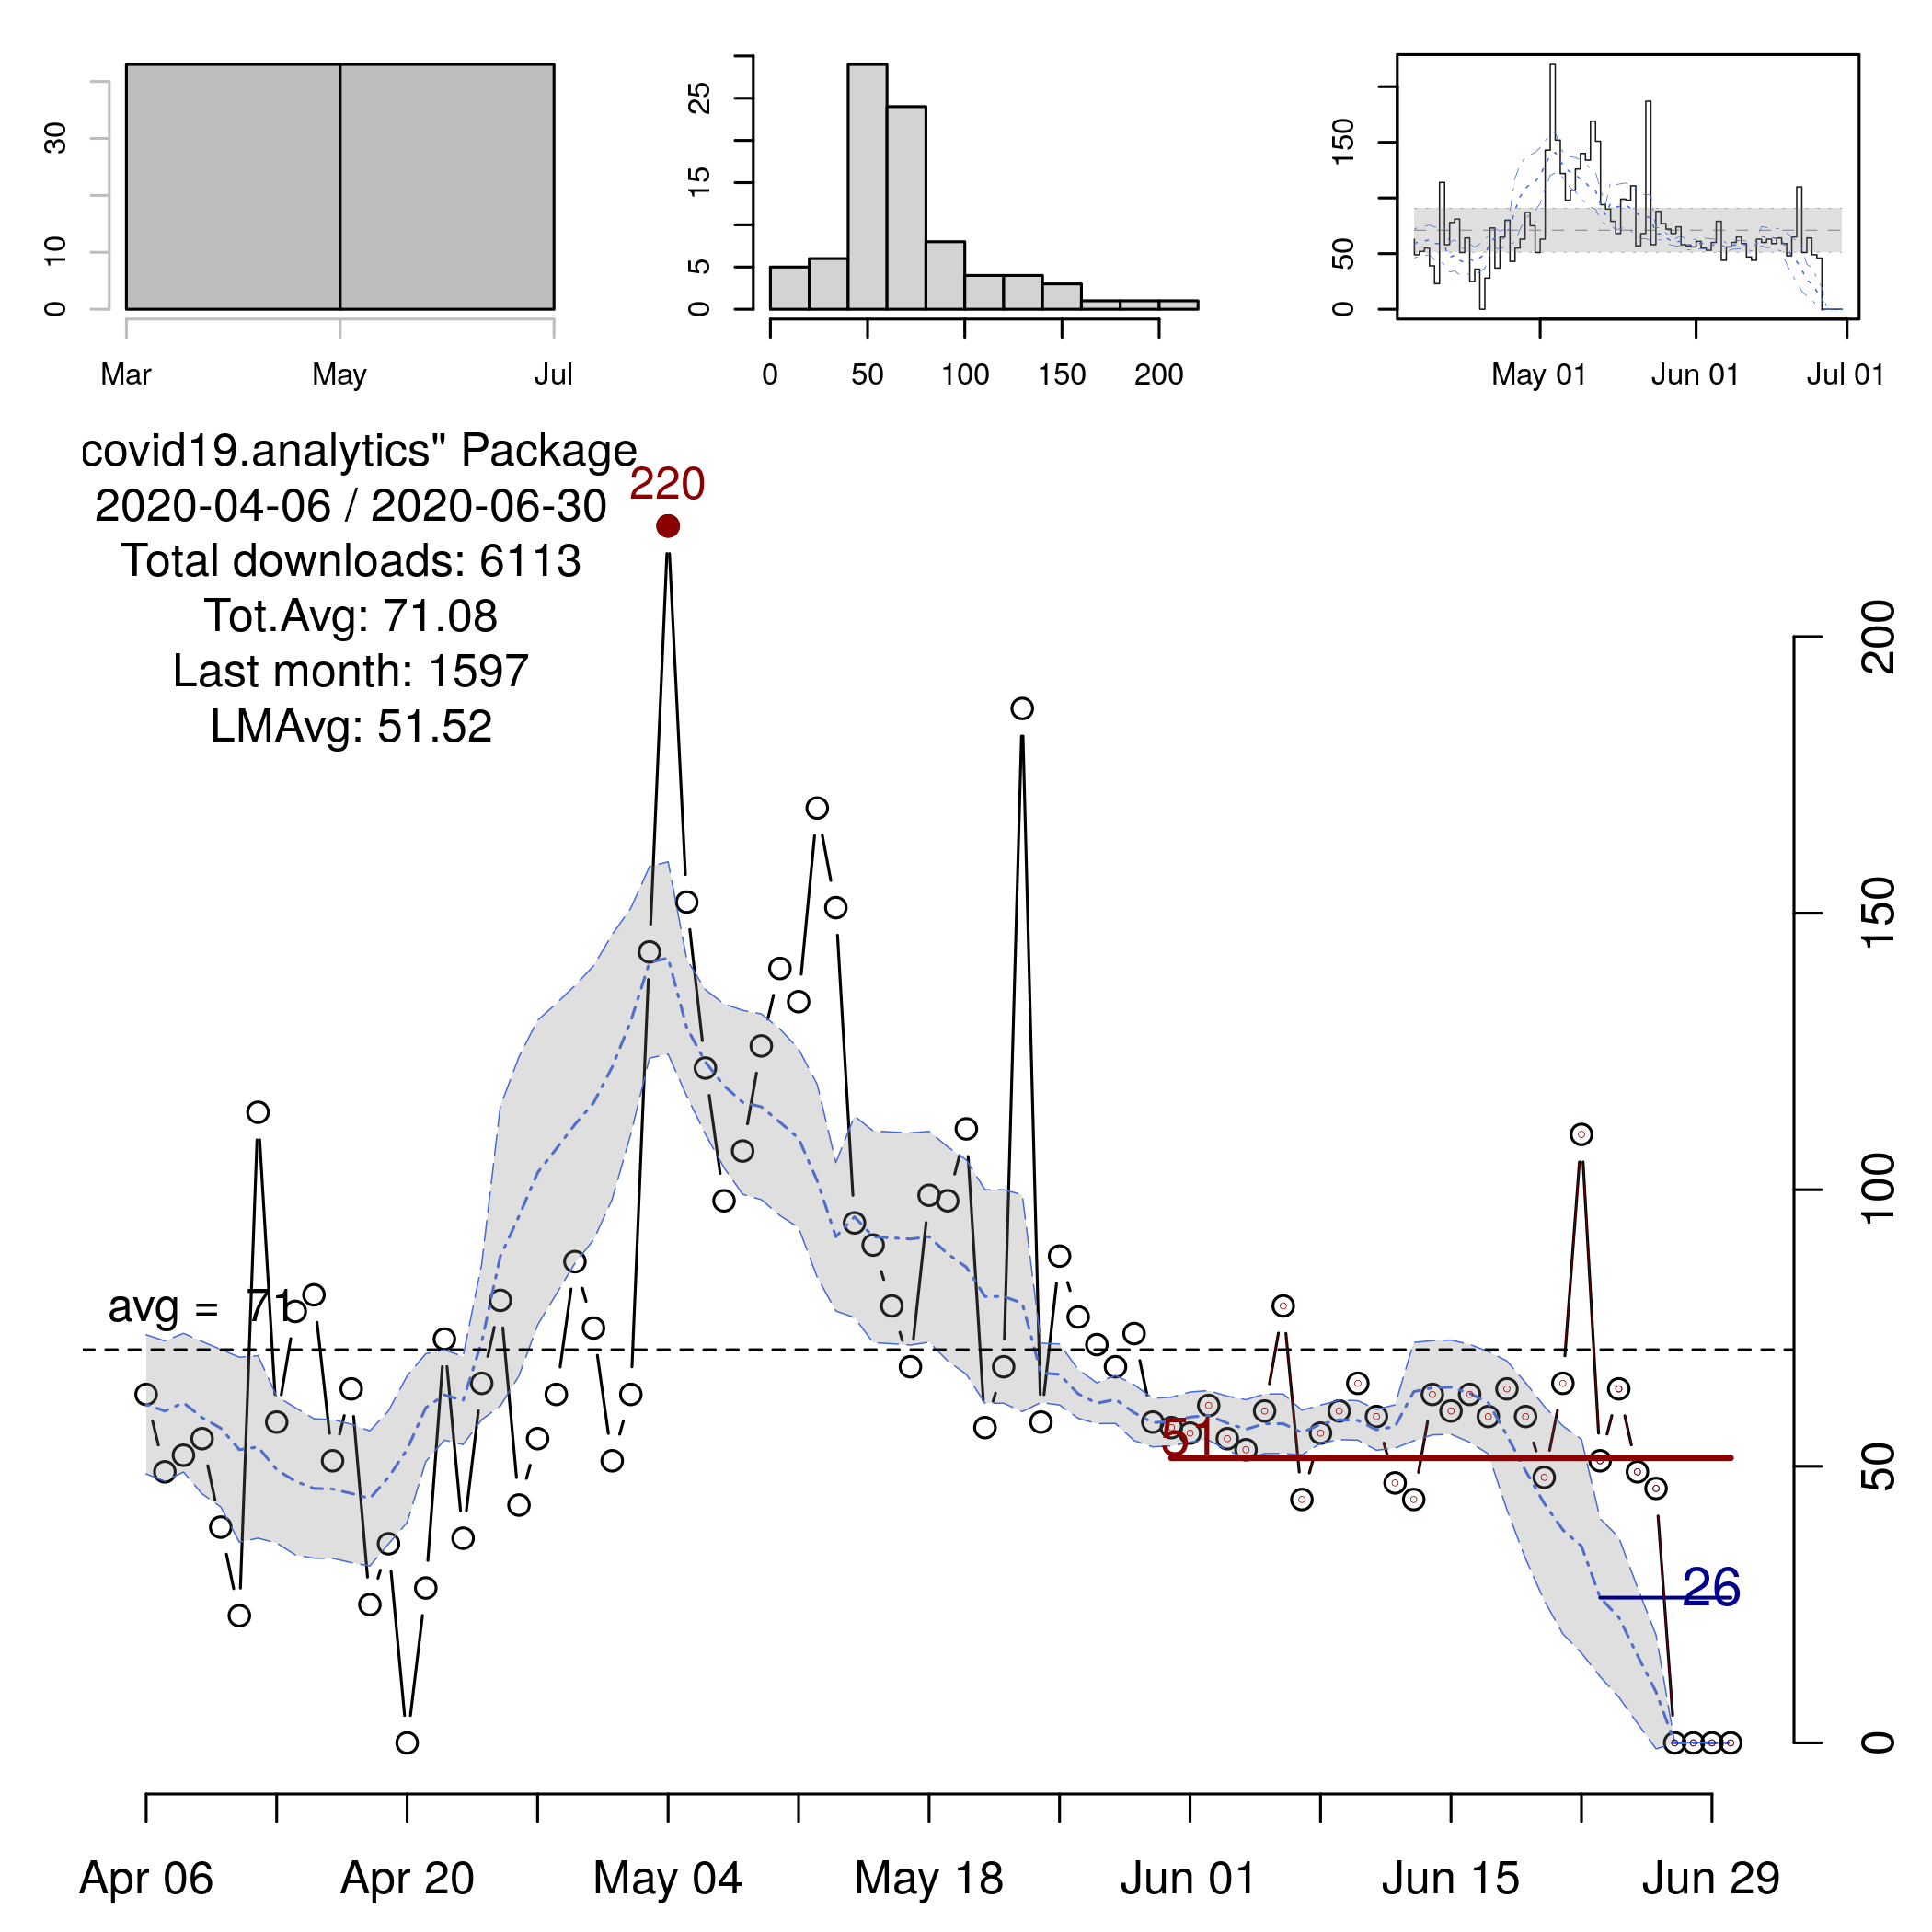 30
10
0
Mar May Jul
25
15
5
0
0 50 100 150 200
150
50
0
May 01 Jun 01 Jul 01
covid19.analytics" Package
2020-04-06 / 2020-06-30
Total downloads: 6113
Tot.Avg: 71.08
Last month: 1597
LMAvg: 51.52
220
avg = 71
51
26
200
150
100
50
0
Apr 06 Apr 20 May 04 May 18 Jun 01 Jun 15 Jun 29